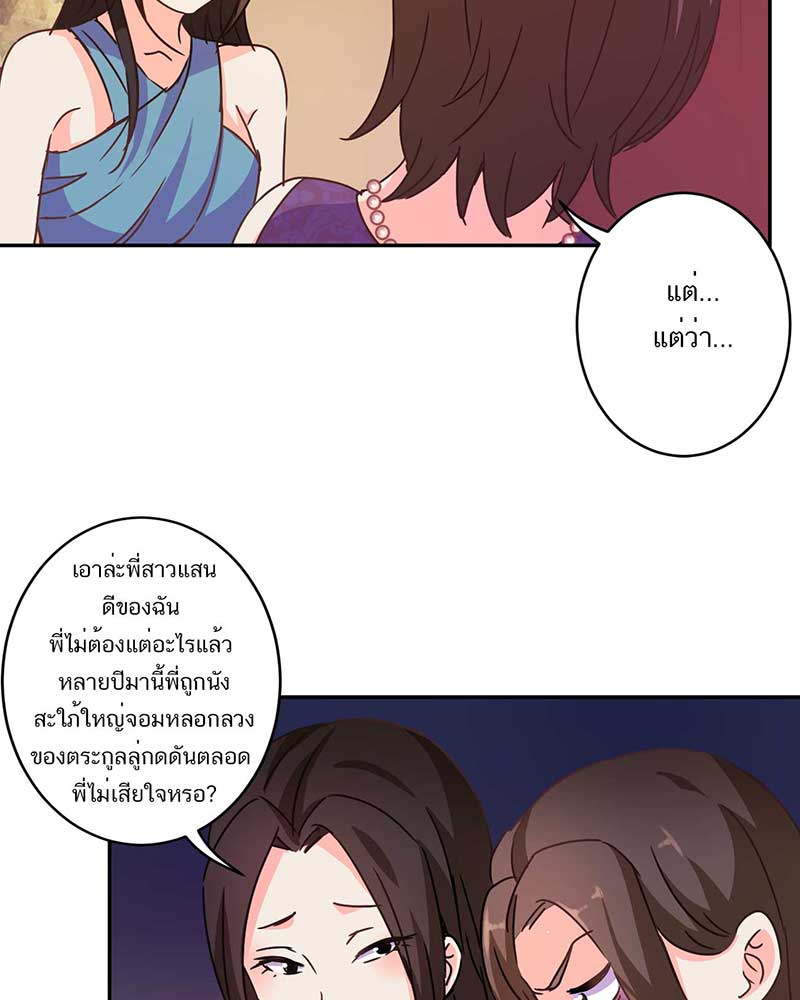 แต่...
แต่ว่า...
เอาล่ะพี่สาวแสน
ดีของฉัน
พี่ไม่ต้องแต่อะไรแล้ว
หลายปีมานี้พี่ถูกนัง
สะใภ้ใหญ่จอมหลอกลวง
ของตระกูลลู่กดดันตลอด
พี่ไม่เสียใจหรอ?